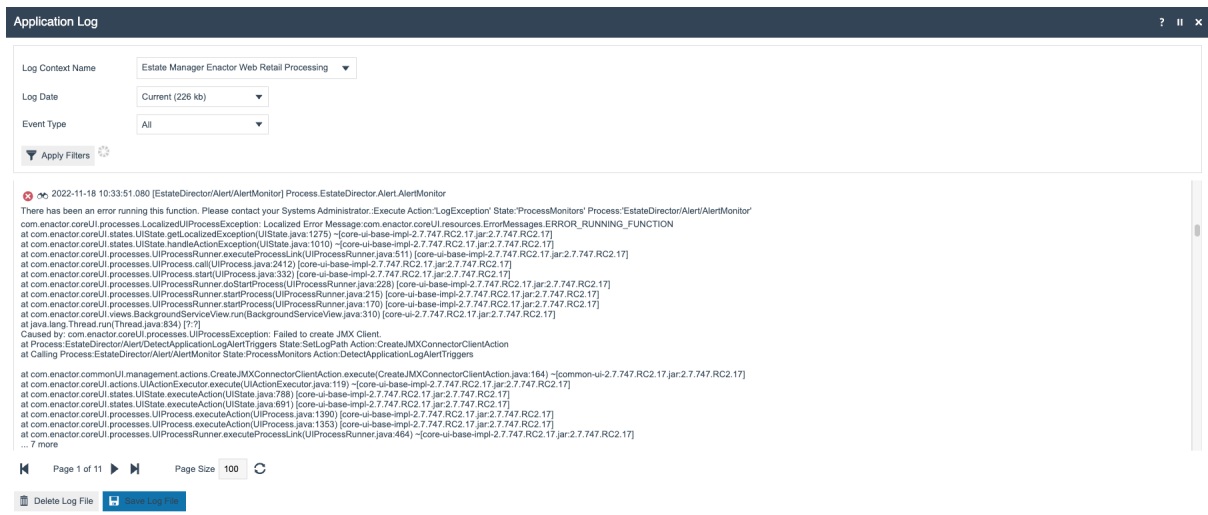 Application Log
?
Log Context Name Estate Manager Enactor Web Retail Processing
Log Date Current (226 kb)
Event Type All
Apply Filters
2022-11-18 10:33:51.080 [EstateDirector/Alert/AlertMonitor] Process.EstateDirector.Alert.AlertMonitor
There has been an error running this function. Please contact your Systems Administrator.:Execute Action:'LogException' State:'ProcessMonitors' Process:'EstateDirector/Alert/AlertMonitor'
com.enactor.coreUI.processes.LocalizedUIProcessException: Localized Error Message:com.enactor.coreUI.resources.ErrorMessages.ERROR_RUNNING_FUNCTION
at com.enactor.coreUI.states.UIState.getLocalizedException(UIState.java:1275) ~[core-ui-base-impl-2.7.747.RC2.17.jar:2.7.747.RC2.17]
at com.enactor.coreUI.states.UIState.handleActionException(UIState.java:1010) ~[core-ui-base-impl-2.7.747.RC2.17.jar:2.7.747.RC2.17]
at com.enactor.coreUI.processes.UIProcessRunner.executeProcessLink(UIProcessRunner.java:511) [core-ui-base-impl-2.7.747.RC2.17.jar:2.7.747.RC2.17]
at com.enactor.coreUI.processes.UIProcess.call(UIProcess.java:2412) [core-ui-base-impl-2.7.747.RC2.17.jar:2.7.747.RC2.17]
at com.enactor.coreUI.processes.UIProcess.start(UIProcess.java:332) [core-ui-base-impl-2.7.747.RC2.17.jar:2.7.747.RC2.17]
at com.enactor.coreUI.processes.UIProcessRunner.doStartProcess(UIProcessRunner.java:228) [core-ui-base-impl-2.7.747.RC2.17.jar:2.7.747.RC2.17]
at com.enactor.coreUI.processes.UIProcessRunner.startProcess(UIProcessRunner.java:215) [core-ui-base-impl-2.7.747.RC2.17.jar:2.7.747.RC2.17]
at com.enactor.coreUI.processes.UIProcessRunner.startProcess(UIProcessRunner.java:170) [core-ui-base-impl-2.7.747.RC2.17.jar:2.7.747.RC2.17]
at com.enactor.coreUI.views.BackgroundServiceView.run(BackgroundServiceView.java:310) [core-ui-2.7.747.RC2.17.jar:2.7.747.RC2.17]
at java.lang.Thread.run(Thread.java:834) [?:?]
Caused by: com.enactor.coreUI.processes.UIProcessException: Failed to create JMX Client.
at Process:EstateDirector/Alert/DetectApplicationLogAlertTriggers State:SetLogPath Action:CreateJMXConnectorClientAction
at Calling Process:EstateDirector/Alert/AlertMonitor State:ProcessMonitors Action:DetectApplicationLogAlertTriggers
at com.enactor.commonUI.management.actions.CreateJMXConnectorClientAction.execute(CreateJMXConnectorClientAction.java:164) ~[common-ui-2.7.747.RC2.17.jar:2.7.747.RC2.17]
at com.enactor.coreUI.actions.UIActionExecutor.execute(UIActionExecutor.java:119) ~[core-ui-base-impl-2.7.747.RC2.17.jar:2.7.747.RC2.17]
at com.enactor.coreUI.states.UIState.executeAction(UIState.java:788) [core-ui-base-impl-2.7.747.RC2.17.jar:2.7.747.RC2.17]
at com.enactor.coreUI.states.UIState.executeAction(UIState.java:691) [core-ui-base-impl-2.7.747.RC2.17.jar:2.7.747.RC2.17]
at com.enactor.coreUI.processes.UIProcess.executeAction(UIProcess.java:1390) [core-ui-base-impl-2.7.747.RC2.17.jar:2.7.747.RC2.17]
at com.enactor.coreUI.processes.UIProcess.executeAction(UIProcess.java:1353) [core-ui-base-impl-2.7.747.RC2.17.jar:2.7.747.RC2.17]
at com.enactor.coreUI.processes.UIProcessRunner.executeProcessLink(UIProcessRunner.java:464) ~[core-ui-base-impl-2.7.747.RC2.17.jar:2.7.747.RC2.17]
... 7 more
Page 1 of 11 Page Size 100
Delete Log File Save Log File